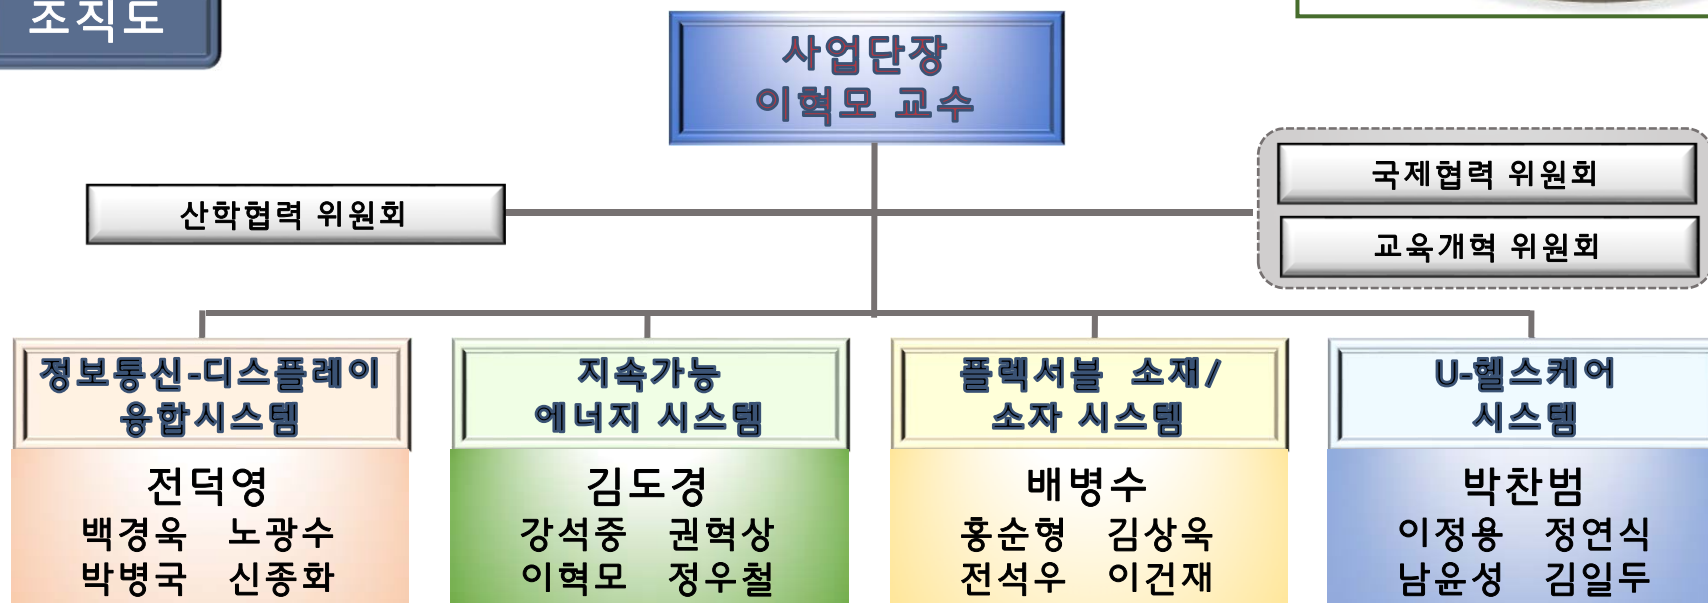 조직도
사업단장
이혁모 교수
산학협력 위원회
국제협력 위원회
교육개혁 위원회
정보통신-디스플레이
융합시스템
전덕영
백경욱 노광수
박병국 신종화
지속가능
에너지 시스템
김도경
강석중 권혁상
이혁모 정우철
플렉서블 소재/
소자 시스템
배병수
홍순형 김상욱
전석우 이건재
U-헬스케어
시스템
박찬범
이정용 정연식
남윤성 김일두